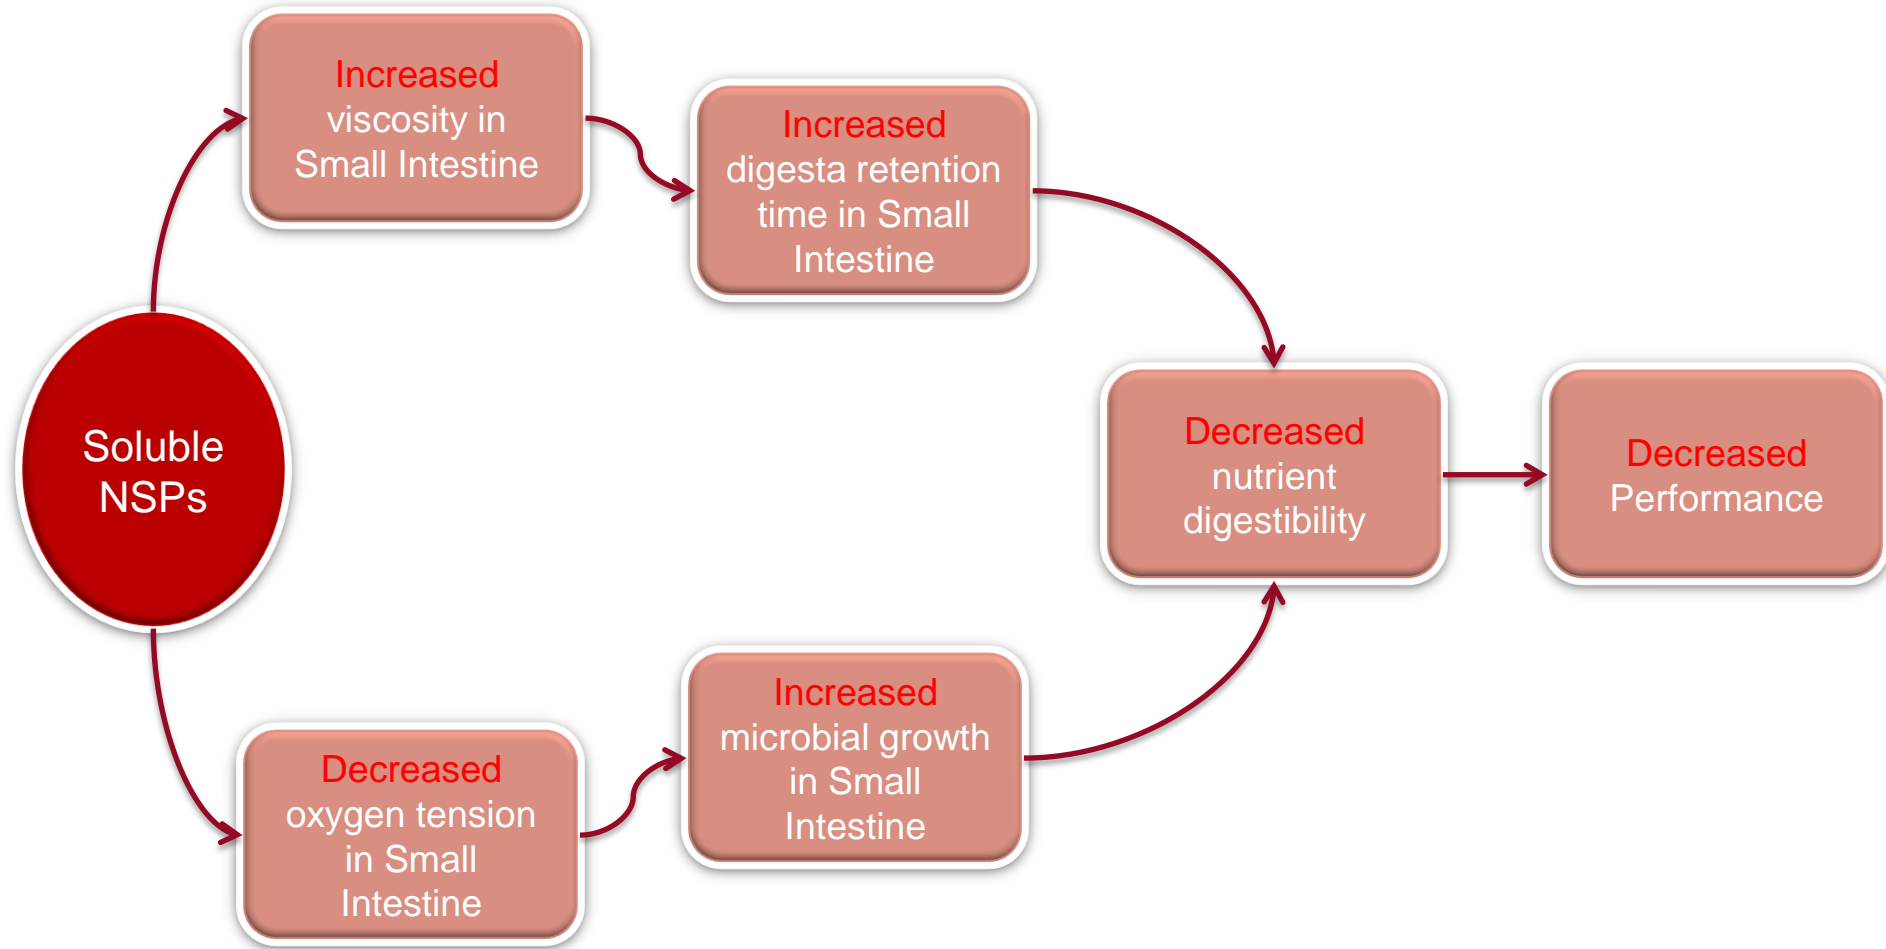 Increased
viscosity in
Small Intestine
Increased
digesta retention
time in Small
Intestine
Soluble
NSPs
Decreased
nutrient
digestibility
Decreased
Performance
Decreased
oxygen tension
in Small
Intestine
Increased
microbial growth
in Small
Intestine